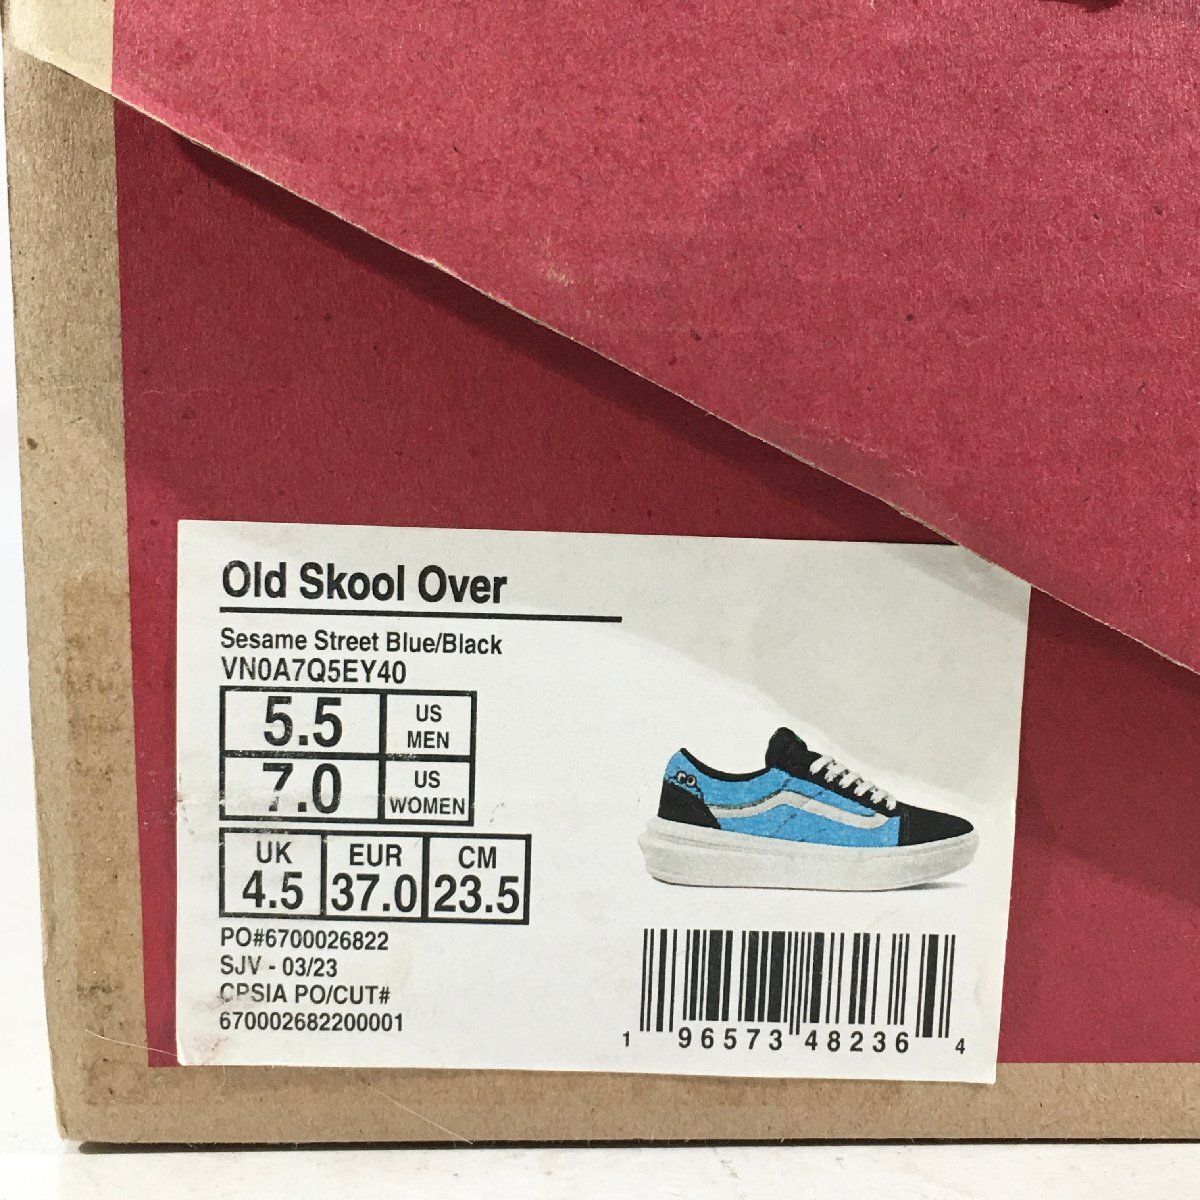 Old Skool Over
Sesame Street Blue/Black
VN0A7Q5EY40
5.5 US MEN
7.0 US WOMEN
UK EUR CM
4.5 37.0 23.5
PO#6700026822
SJV - 03/23
CPSIA PO/CUT#
670002682200001
1 96573 48236 4